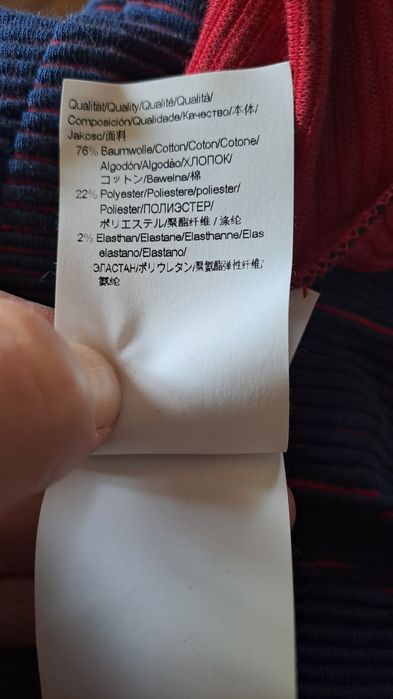 Qualität/Quality/Qualité/Qualità/
Composición/Qualidade/Качество/本体/
Jakosc/面料
76% Baumwolle/Cotton/Coton/Cotone/
Algodón/Algodão/ХЛОПОК/
コットン/Bawelna/棉
22% Polyester/Poliestere/poliester/
Poliester/ПОЛИЭСТЕР/
ポリエステル/聚酯纤维 / 涤纶
2% Elasthan/Elastane/Elasthanne/Elas
elastano/Elastano/
ЭЛАСТАН/ポリウレタン/聚氨酯弹性纤维/
氨纶